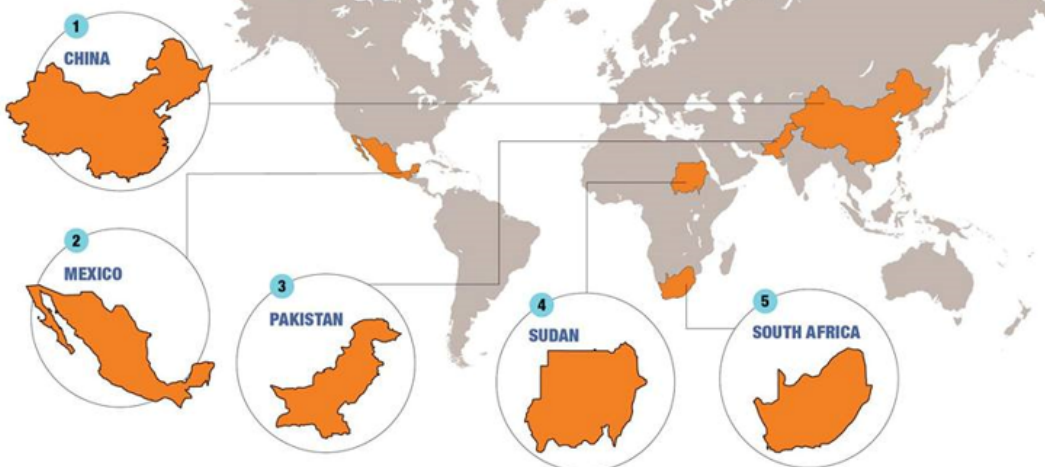 1
CHINA
2
MEXICO
3
PAKISTAN
4
SUDAN
5
SOUTH AFRICA